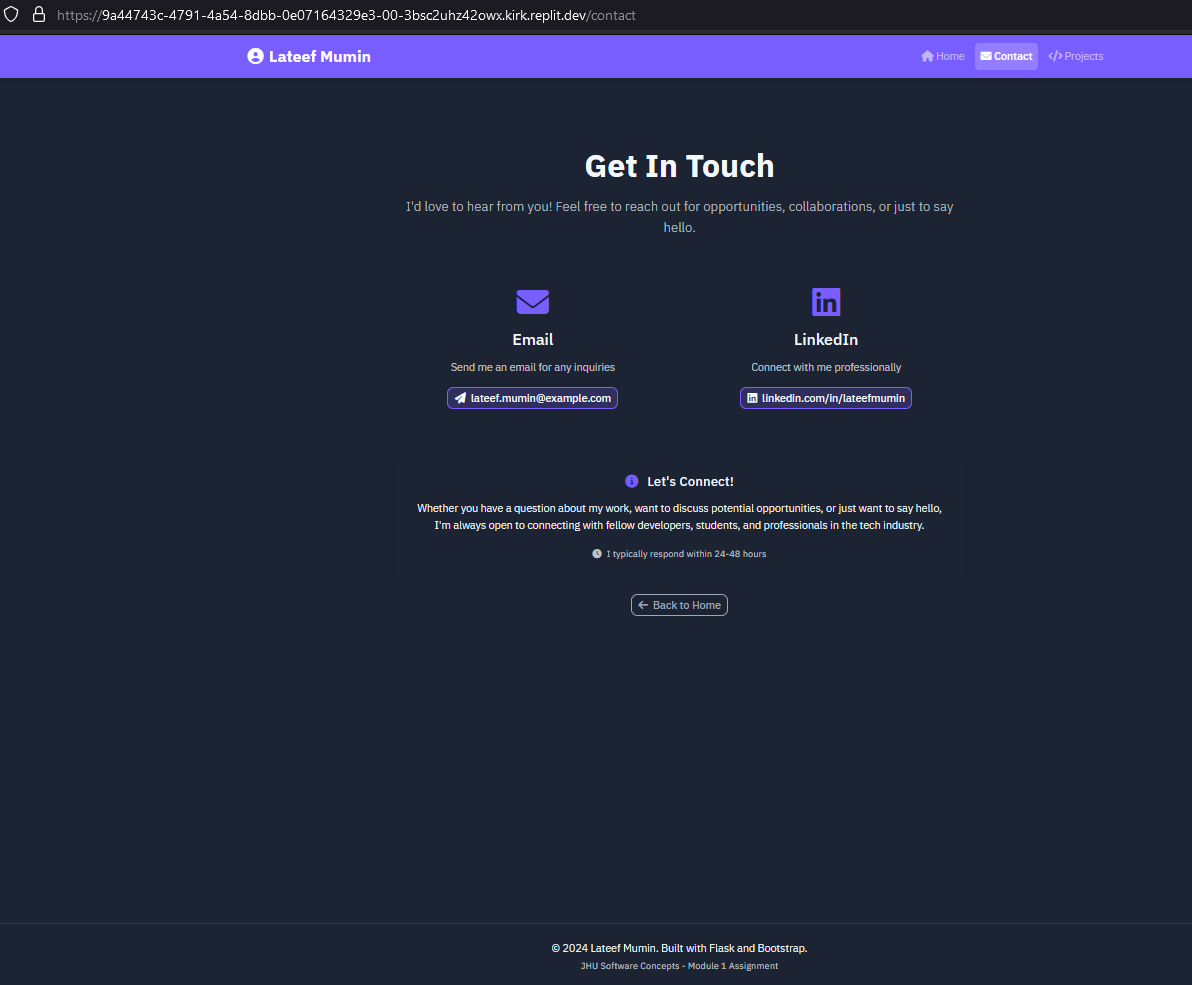 https://9a44743c-4791-4a54-8dbb-0e07164329e3-00-3bsc2uhz42owx.kirk.replit.dev/contact
Lateef Mumin
Home
Contact
Projects
Get In Touch
I'd love to hear from you! Feel free to reach out for opportunities, collaborations, or just to say
hello.
Email
Send me an email for any inquiries
lateef.mumin@example.com
LinkedIn
Connect with me professionally
linkedin.com/in/lateefmumin
Let's Connect!
Whether you have a question about my work, want to discuss potential opportunities, or just want to say hello,
I'm always open to connecting with fellow developers, students, and professionals in the tech industry.
I typically respond within 24-48 hours
Back to Home
© 2024 Lateef Mumin. Built with Flask and Bootstrap.
JHU Software Concepts - Module 1 Assignment